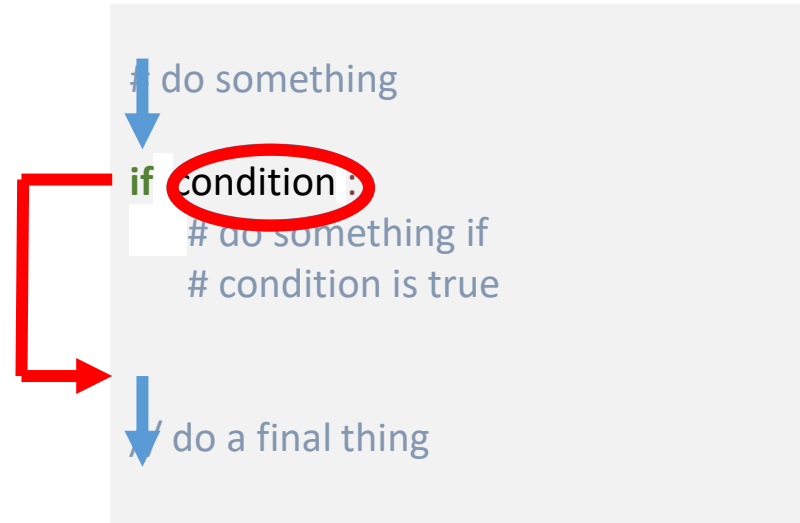 # do something
if condition :
# do something if
# condition is true
// do a final thing